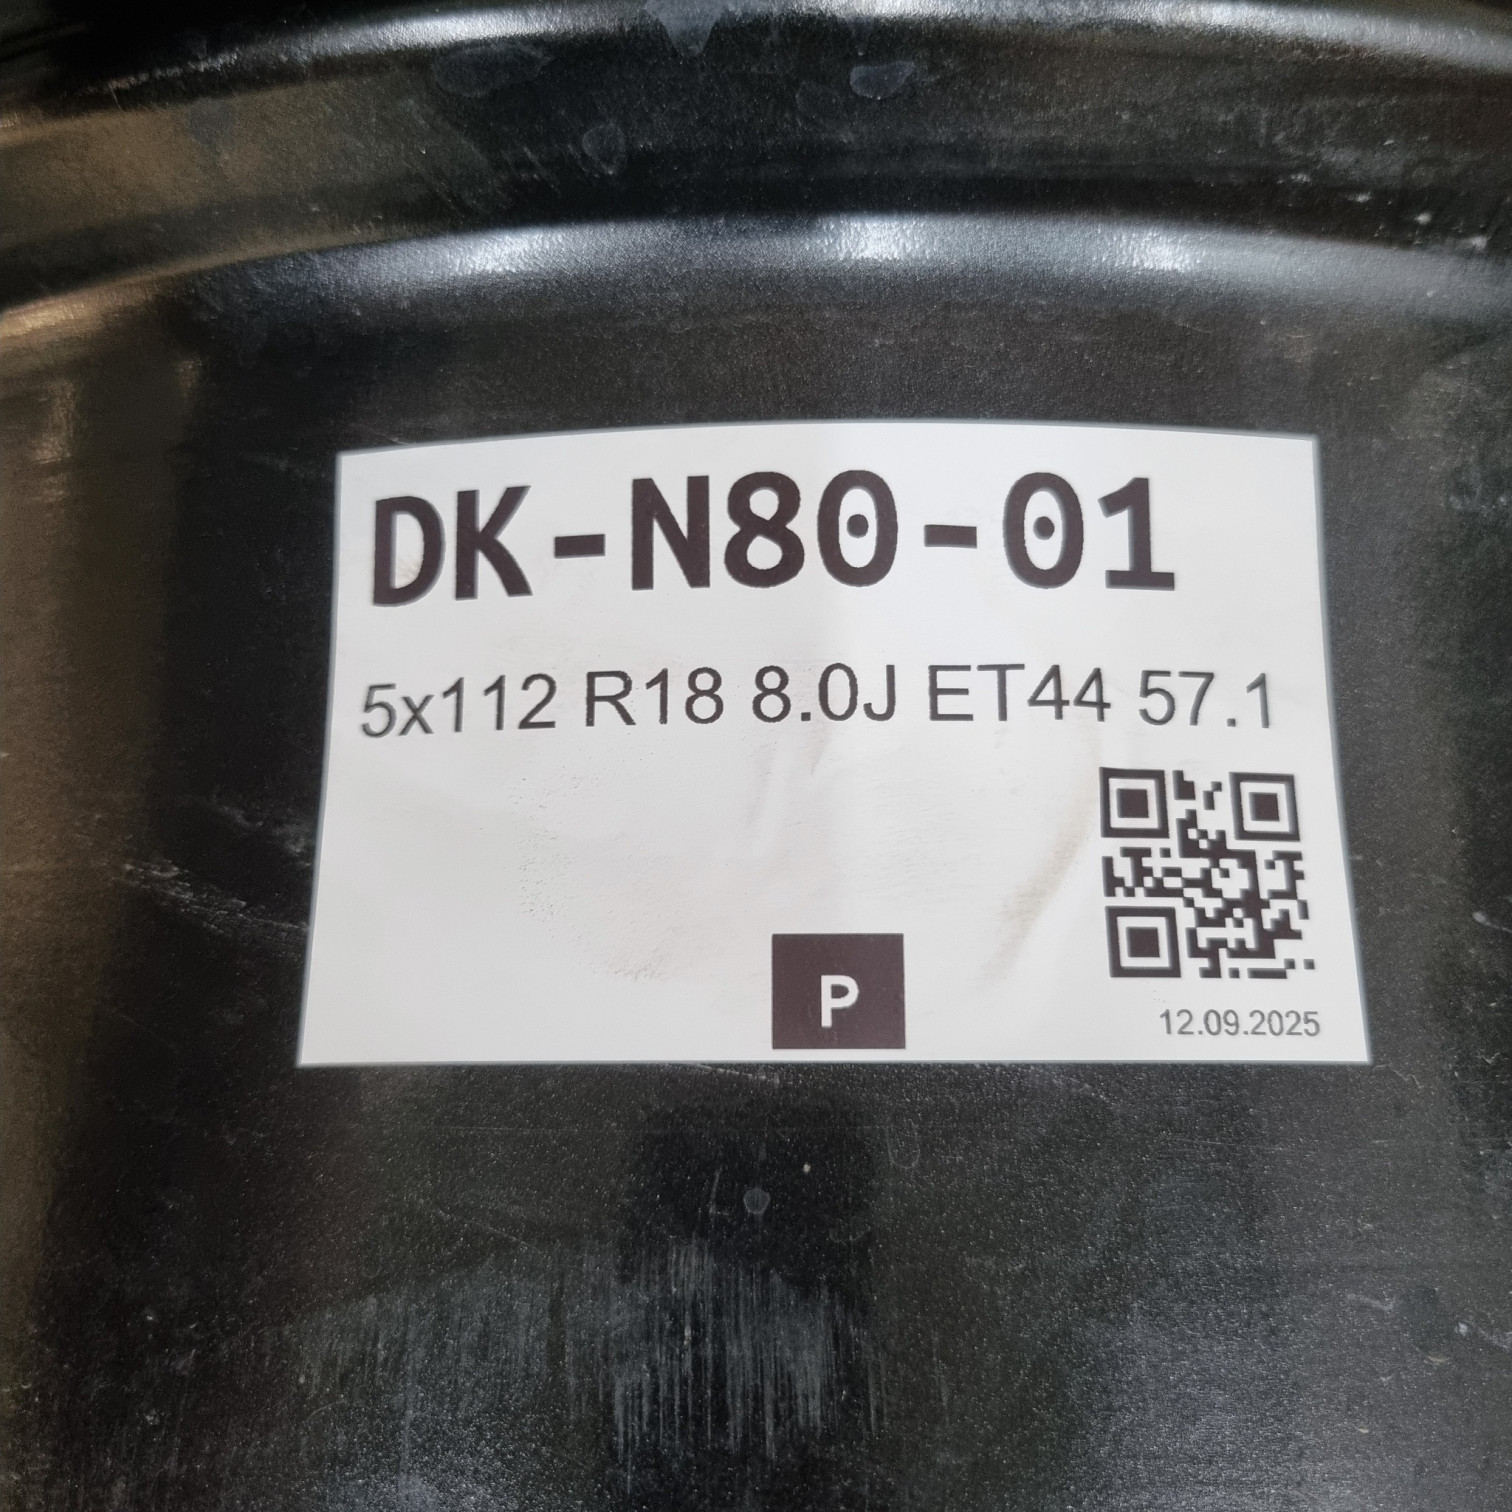 DK-N80-01
5x112 R18 8.0J ET44 57.1
P
12.09.2025